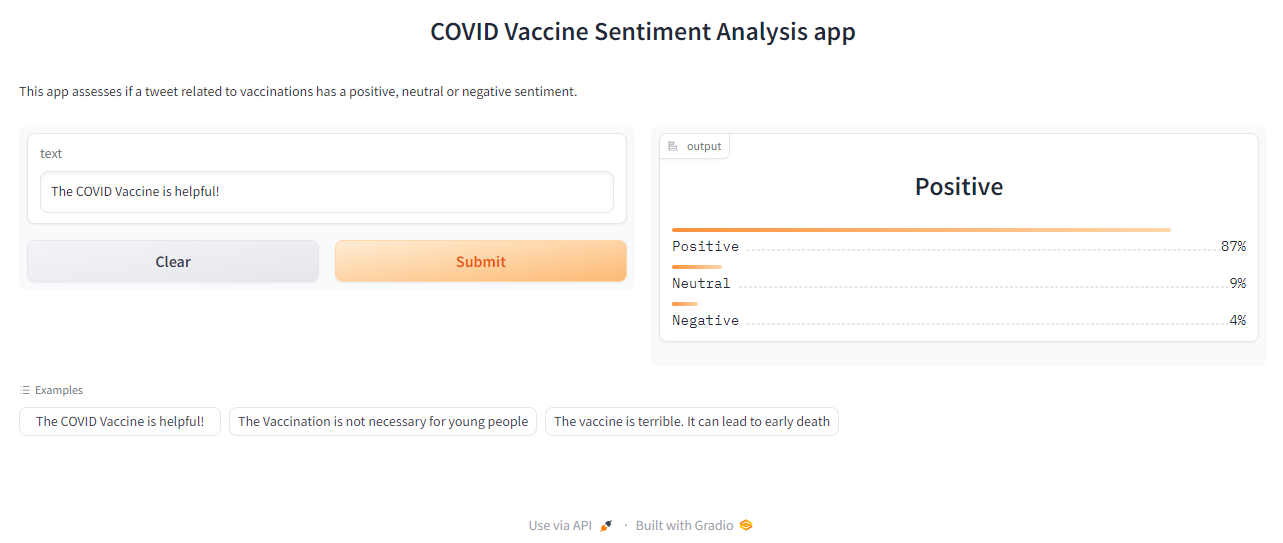 COVID Vaccine Sentiment Analysis app
This app assesses if a tweet related to vaccinations has a positive, neutral or negative sentiment.
text
The COVID Vaccine is helpful!
Clear
Submit
output
Positive
Positive 87%
Neutral 9%
Negative 4%
Examples
The COVID Vaccine is helpful!
The Vaccination is not necessary for young people
The vaccine is terrible. It can lead to early death
Use via API · Built with Gradio